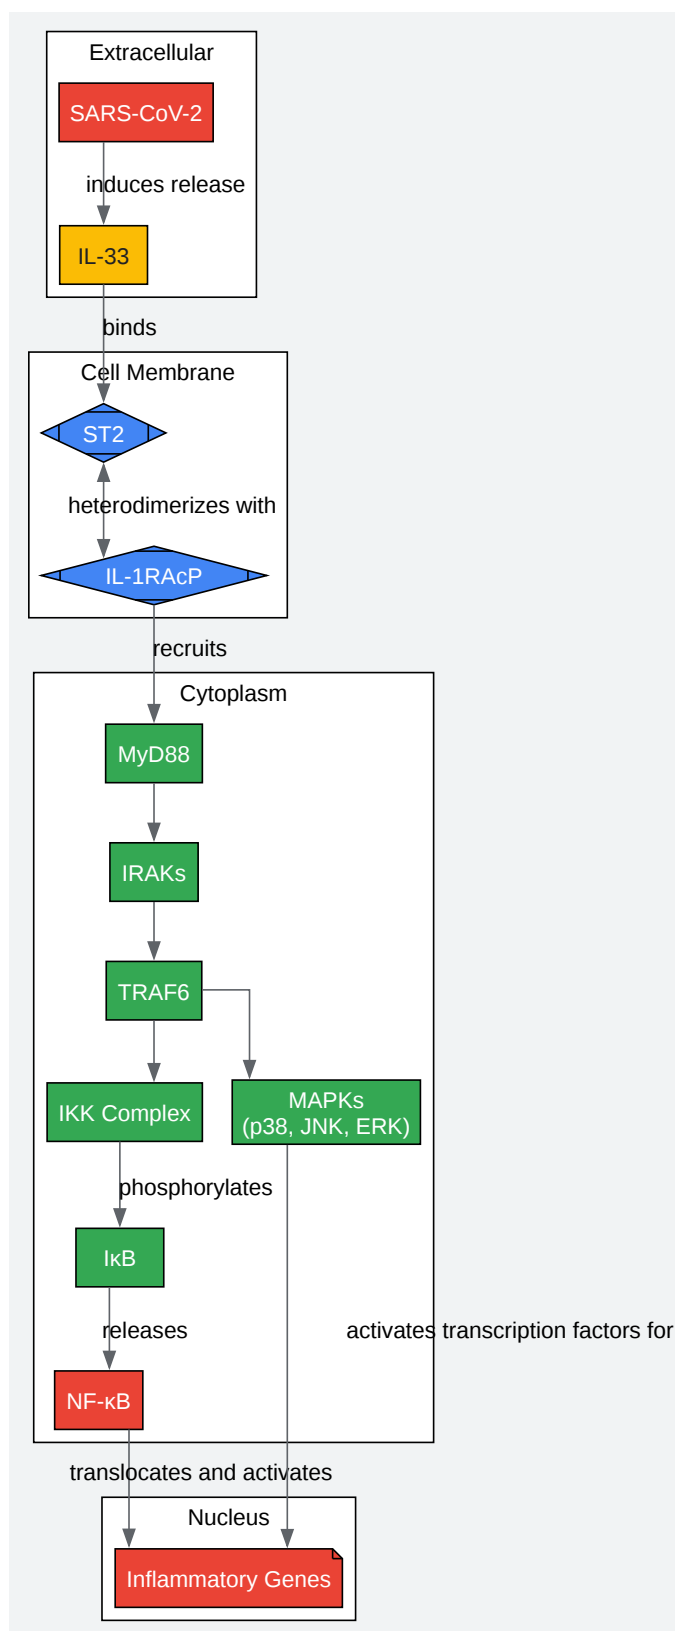 Extracellular
SARS-CoV-2
induces release
IL-33
binds
Cell Membrane
ST2
heterodimerizes with
IL-1RAcP
recruits
Cytoplasm
MyD88
IRAKs
TRAF6
IKK Complex
MAPKs
(p38, JNK, ERK)
phosphorylates
IκB
releases
activates transcription factors for
NF-κB
translocates and activates
Nucleus
Inflammatory Genes